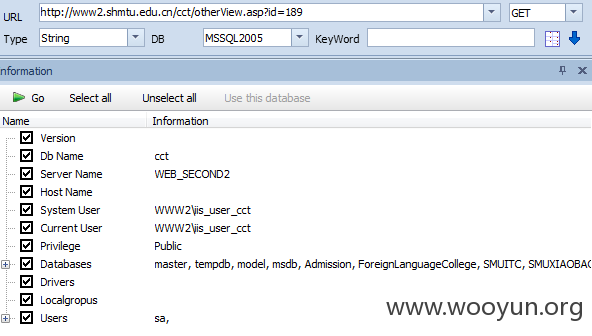 URL http://www2.shmtu.edu.cn/cct/otherView.asp?id=189 GET
Type String DB MSSQL2005 KeyWord
nformation
Go Select all Unselect all Use this database
Name Information
Version
Db Name cct
Server Name WEB_SECOND2
Host Name
System User WWW2\iis_user_cct
Current User WWW2\iis_user_cct
Privilege Public
Databases master, tempdb, model, msdb, Admission, ForeignLanguageCollege, SMUITC, SMUXIAOBAO
Drivers
Localgropus
Users sa,
www.wooyun.org